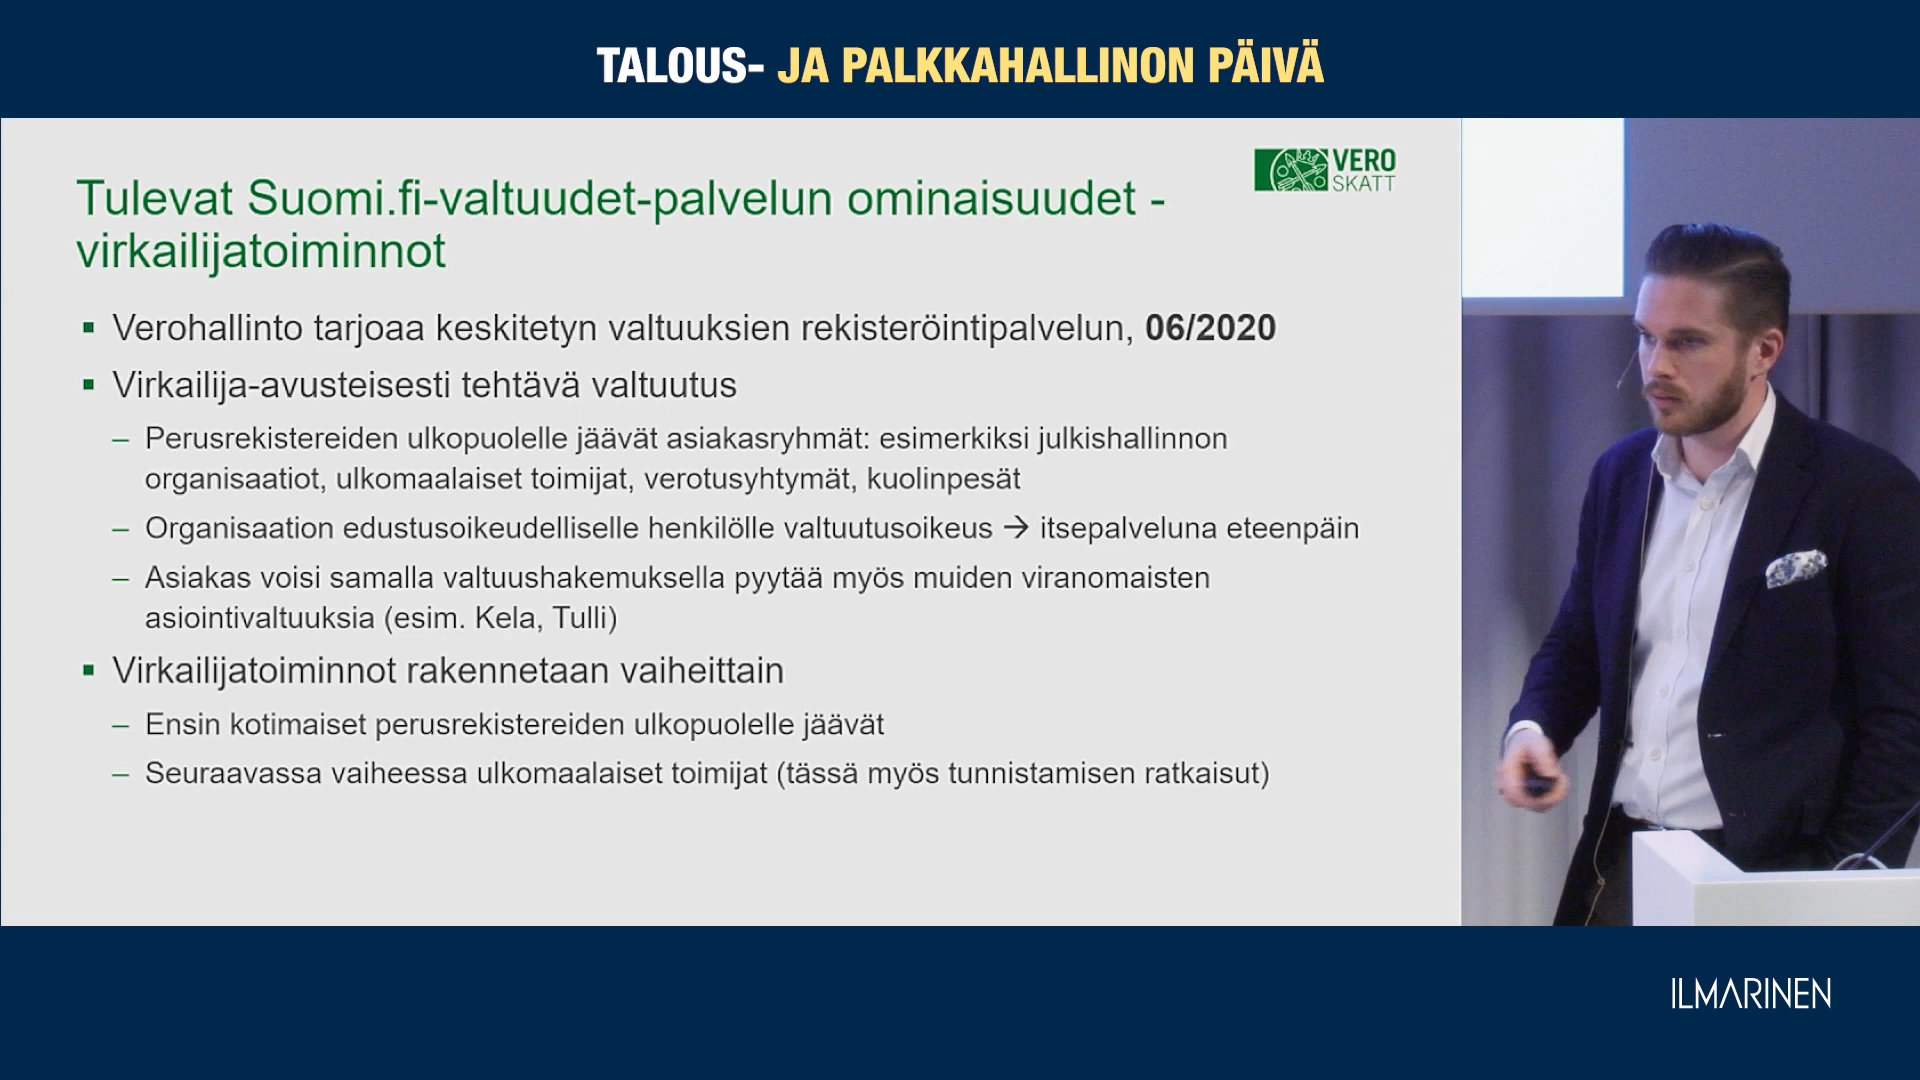 TALOUS- JA PALKKAHALLINON PÄIVÄ
VERO
SKATT
Tulevat Suomi.fi-valtuudet-palvelun ominaisuudet -
virkailijatoiminnot
▪ Verohallinto tarjoaa keskitetyn valtuuksien rekisteröintipalvelun, 06/2020
▪ Virkailija-avusteisesti tehtävä valtuutus
– Perusrekistereiden ulkopuolelle jäävät asiakasryhmät: esimerkiksi julkishallinnon
organisaatiot, ulkomaalaiset toimijat, verotusyhtymät, kuolinpesät
– Organisaation edustusoikeudelliselle henkilölle valtuutusoikeus → itsepalveluna eteenpäin
– Asiakas voisi samalla valtuushakemuksella pyytää myös muiden viranomaisten
asiointivaltuuksia (esim. Kela, Tulli)
▪ Virkailijatoiminnot rakennetaan vaiheittain
– Ensin kotimaiset perusrekistereiden ulkopuolelle jäävät
– Seuraavassa vaiheessa ulkomaalaiset toimijat (tässä myös tunnistamisen ratkaisut)
ILMARINEN